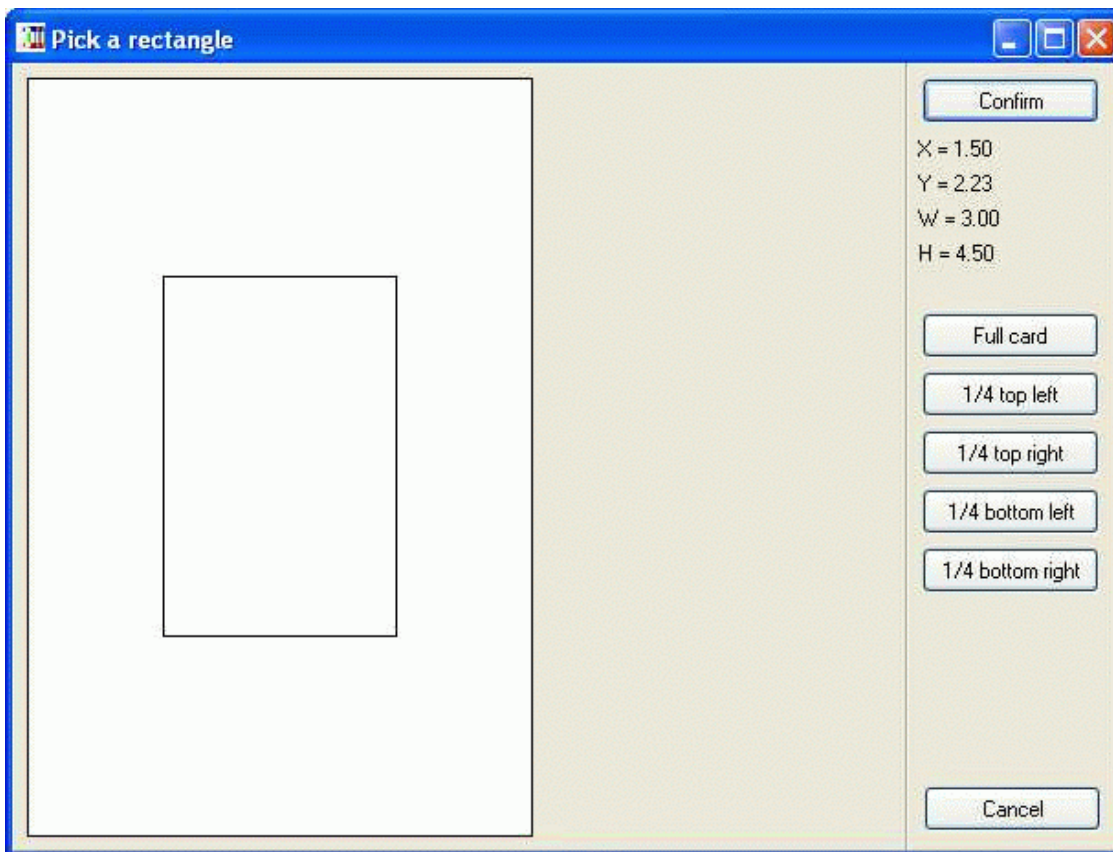 Pick a rectangle
Confirm
X = 1.50
Y = 2.23
W = 3.00
H = 4.50
Full card
1/4 top left
1/4 top right
1/4 bottom left
1/4 bottom right
Cancel